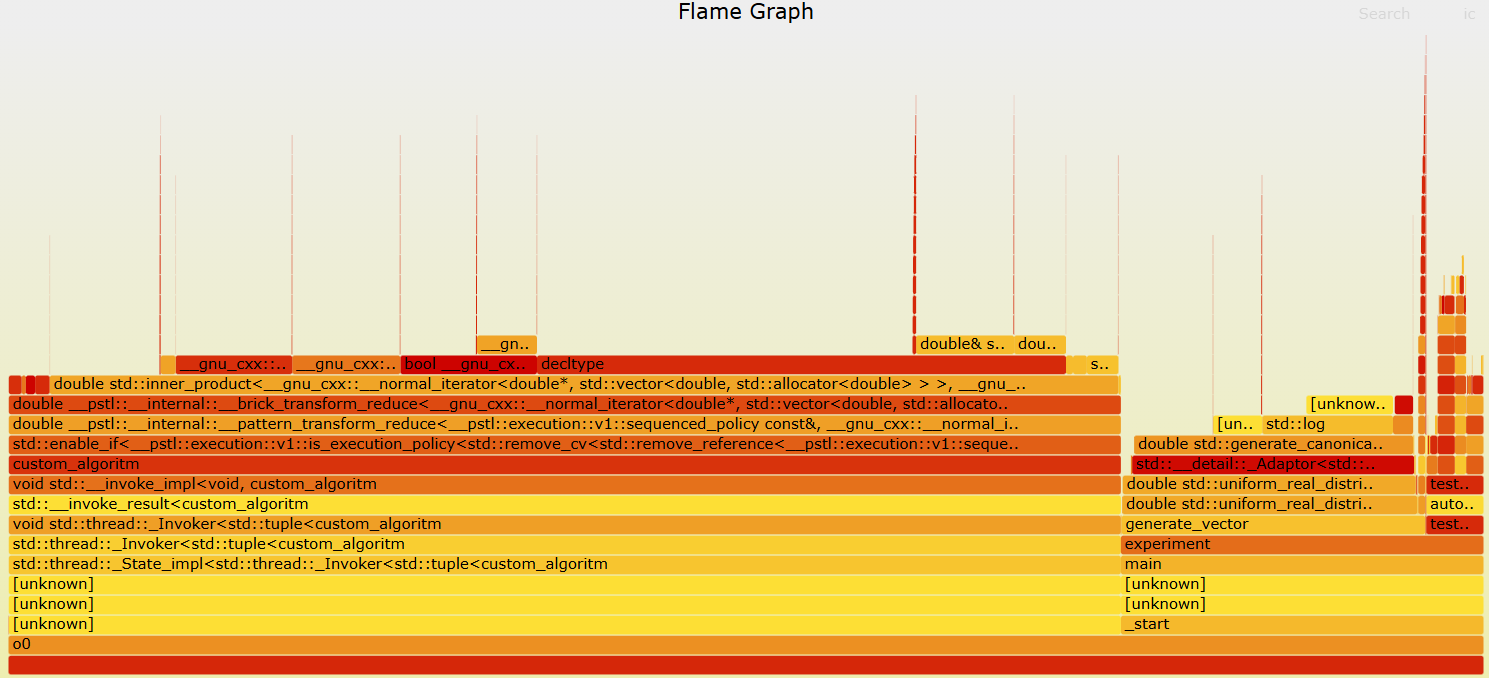 Flame Graph
Search ic
__gn.. double& s.. dou..
__gnu_cxx::.. __gnu_cxx:.. bool __gnu_cx.. decltype s..
double std::inner_product<__gnu_cxx::__normal_iterator<double*, std::vector<double, std::allocator<double> > >, __gnu_..
double __pstl::__internal::__brick_transform_reduce<__gnu_cxx::__normal_iterator<double*, std::vector<double, std::allocato.. [unknow..
double __pstl::__internal::__pattern_transform_reduce<__pstl::execution::v1::sequenced_policy const&, __gnu_cxx::__normal_i.. [un.. std::log
std::enable_if<__pstl::execution::v1::is_execution_policy<std::remove_cv<std::remove_reference<__pstl::execution::v1::seque.. double std::generate_canonica..
custom_algoritm std::__detail::_Adaptor<std::..
void std::__invoke_impl<void, custom_algoritm double std::uniform_real_distri.. test..
std::__invoke_result<custom_algoritm double std::uniform_real_distri.. auto..
void std::thread::_Invoker<std::tuple<custom_algoritm generate_vector test..
std::thread::_Invoker<std::tuple<custom_algoritm experiment
std::thread::_State_impl<std::thread::_Invoker<std::tuple<custom_algoritm main
[unknown] [unknown]
[unknown] [unknown]
[unknown] _start
o0